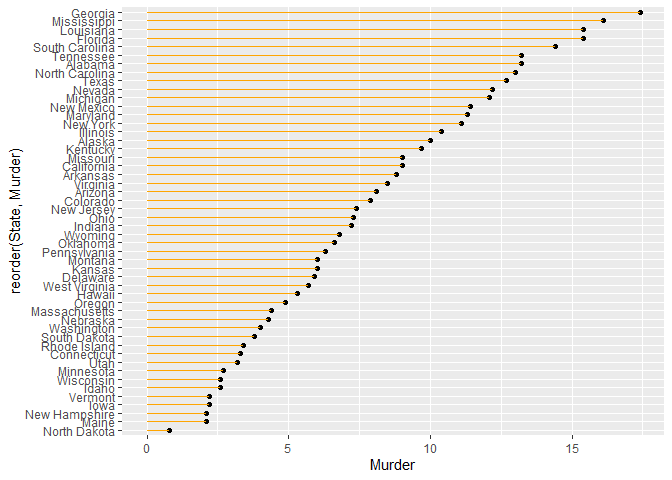 Georgia
Mississippi
Louisiana
Florida
South Carolina
Tennessee
Alabama
North Carolina
Texas
Nevada
Michigan
New Mexico
Maryland
New York
Illinois
Alaska
Kentucky
Missouri
California
Arkansas
Virginia
Arizona
Colorado
New Jersey
Ohio
Indiana
Wyoming
Oklahoma
Pennsylvania
Montana
Kansas
Delaware
West Virginia
Hawaii
Oregon
Massachusetts
Nebraska
Washington
South Dakota
Rhode Island
Connecticut
Utah
Minnesota
Wisconsin
Idaho
Vermont
Iowa
New Hampshire
Maine
North Dakota
reorder(State, Murder)
0 5 10 15
Murder